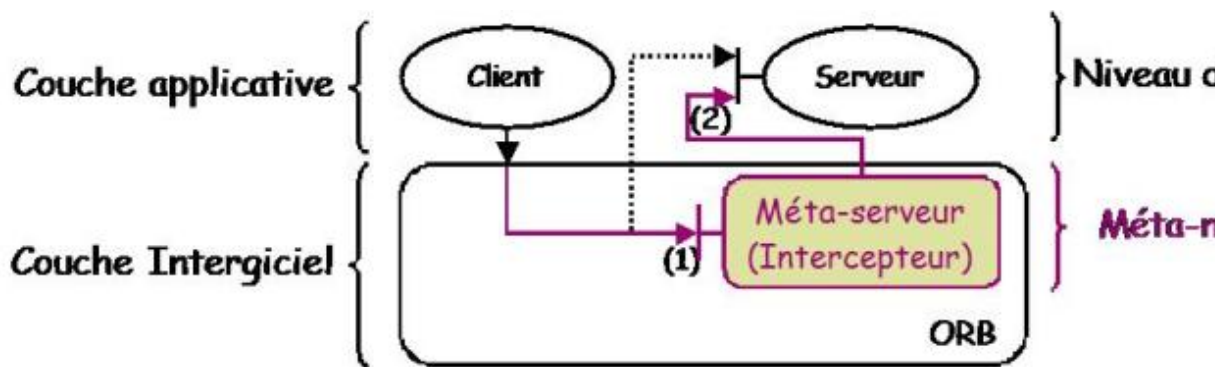 Couche applicative
Client
Serveur
Niveau
(2)
Couche Intergiciel
Méta-serveur
(Intercepteur)
(1)
ORB